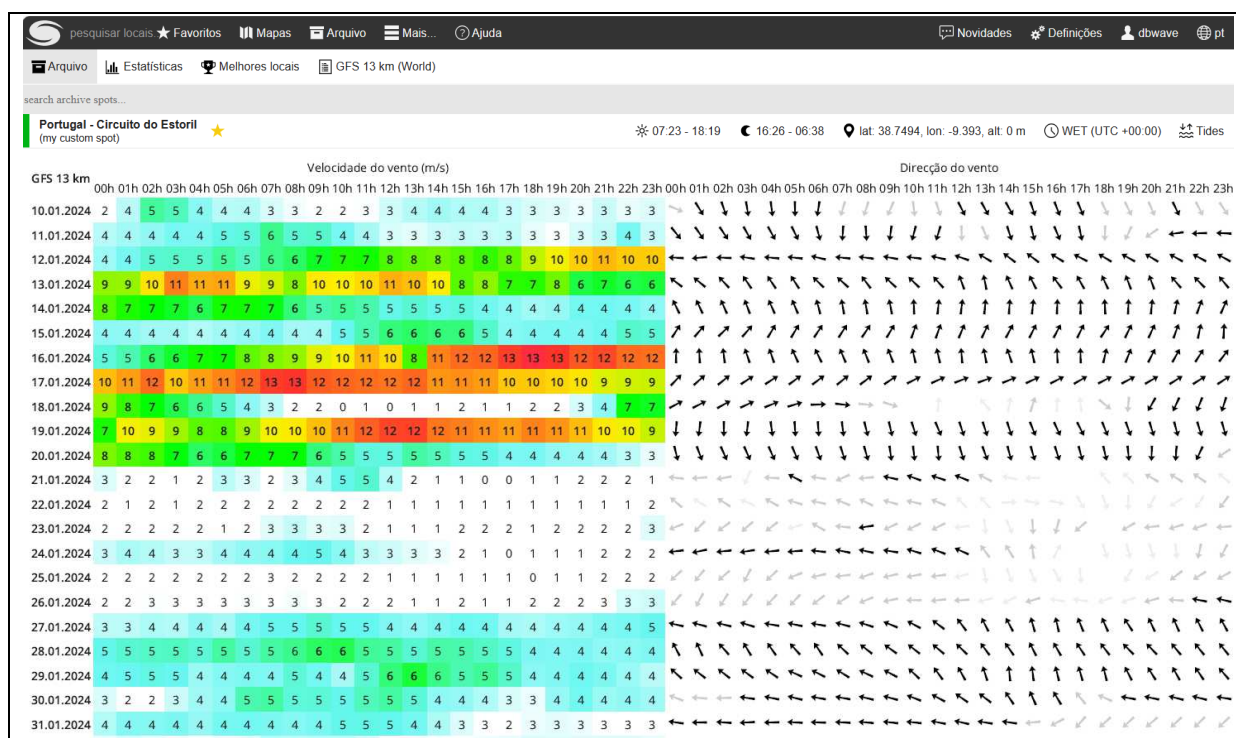 pesquisar locais. Favoritos Mapas Arquivo Mais... Ajuda Novidades Definições dbwave pt
Arquivo Estatísticas Melhores locais GFS 13 km (World)
search archive spots...
Portugal - Circuito do Estoril
(my custom spot)
07:23 - 18:19 16:26 - 06:38 lat: 38.7494, lon: -9.393, alt: 0 m WET (UTC +00:00) Tides
Velocidade do vento (m/s) Direcção do vento
GFS 13 km
00h 01h 02h 03h 04h 05h 06h 07h 08h 09h 10h 11h 12h 13h 14h 15h 16h 17h 18h 19h 20h 21h 22h 23h 00h 01h 02h 03h 04h 05h 06h 07h 08h 09h 10h 11h 12h 13h 14h 15h 16h 17h 18h 19h 20h 21h 22h 23h
10.01.2024 2 4 5 5 4 4 4 3 3 2 2 3 3 4 4 4 4 3 3 3 3 3 3 3
11.01.2024 4 4 4 4 4 5 5 6 5 5 4 4 3 3 3 3 3 3 3 3 3 3 4 3
12.01.2024 4 4 5 5 5 5 5 6 6 7 7 7 8 8 8 8 8 8 9 10 10 11 10 10
13.01.2024 9 9 10 11 11 11 9 9 8 10 10 10 11 10 10 8 8 7 7 8 6 7 6 6
14.01.2024 8 7 7 7 6 7 7 7 6 5 5 5 5 5 5 5 4 4 4 4 4 4 4 4
15.01.2024 4 4 4 4 4 4 4 4 4 4 5 5 6 6 6 6 5 4 4 4 4 4 5 5
16.01.2024 5 5 6 6 7 7 8 8 9 9 10 11 10 8 11 12 12 13 13 13 12 12 12 12
17.01.2024 10 11 12 10 11 11 12 13 13 12 12 12 12 12 11 11 11 10 10 10 10 9 9 9
18.01.2024 9 8 7 6 6 5 4 3 2 2 0 1 0 1 1 2 1 1 2 2 3 4 7 7
19.01.2024 7 10 9 9 8 8 9 10 10 10 11 12 12 12 12 11 11 11 11 11 11 10 10 9
20.01.2024 8 8 8 7 6 6 7 7 7 6 5 5 5 5 5 5 5 4 4 4 4 4 3 3
21.01.2024 3 2 2 1 2 3 3 2 3 4 5 5 4 2 1 1 0 0 1 1 2 2 2 1
22.01.2024 2 1 2 1 2 2 2 2 2 2 2 2 1 1 1 1 1 1 1 1 1 1 1 2
23.01.2024 2 2 2 2 2 1 2 3 3 3 3 2 1 1 1 2 2 2 1 2 2 2 2 3
24.01.2024 3 4 4 3 3 4 4 4 4 5 4 3 3 3 3 2 1 0 1 1 1 2 2 2
25.01.2024 2 2 2 2 2 2 2 3 2 2 2 2 1 1 1 1 1 1 0 1 1 2 2 2
26.01.2024 2 2 3 3 3 3 3 3 3 3 2 2 2 1 1 2 1 1 2 2 2 3 3 3
27.01.2024 3 3 4 4 4 4 4 5 5 5 5 5 4 4 4 4 4 4 4 4 4 4 4 5
28.01.2024 5 5 5 5 5 5 5 5 6 6 6 5 5 5 5 5 5 5 4 4 4 4 4 4
29.01.2024 4 5 5 5 4 4 4 4 5 4 4 5 6 6 6 5 5 5 4 4 4 4 4 4
30.01.2024 3 2 2 3 4 4 5 5 5 5 5 5 5 5 4 4 4 3 3 4 4 4 4 4
31.01.2024 4 4 4 4 4 4 4 4 4 4 5 5 5 4 4 3 3 2 3 3 3 3 3 3